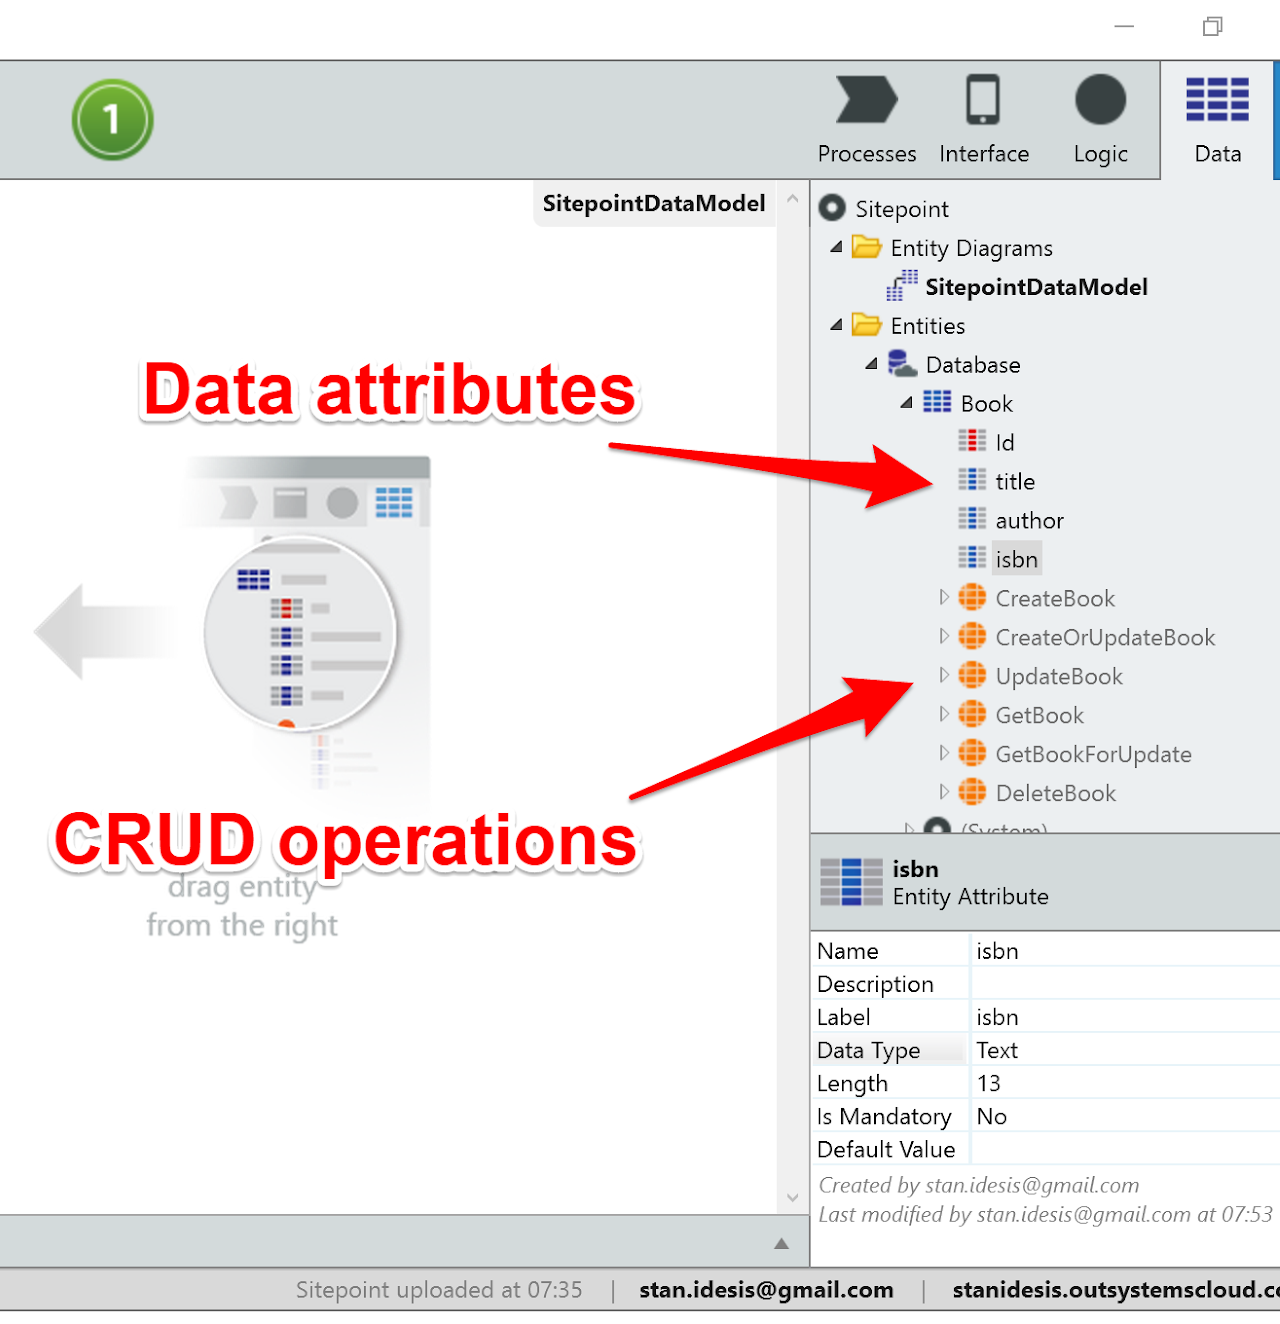 1
Processes
Interface
Logic
Data
SitepointDataModel
Sitepoint
Entity Diagrams
SitepointDataModel
Entities
Database
Book
Id
title
author
isbn
CreateBook
CreateOrUpdateBook
UpdateBook
GetBook
GetBookForUpdate
DeleteBook
(System)
Data attributes
CRUD operations
drag entity
from the right
isbn
Entity Attribute
Name isbn
Description
Label isbn
Data Type Text
Length 13
Is Mandatory No
Default Value
Created by stan.idesis@gmail.com
Last modified by stan.idesis@gmail.com at 07:53
Sitepoint uploaded at 07:35 | stan.idesis@gmail.com | stanidesis.outsystemscloud.c